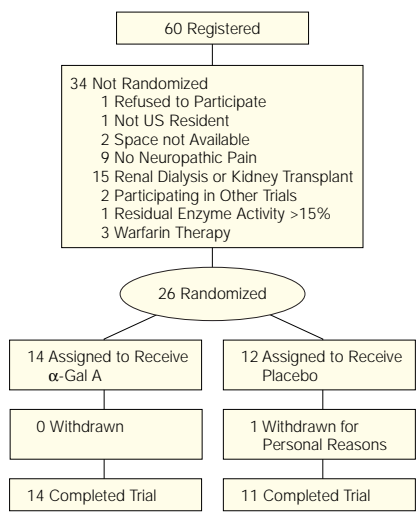 60 Registered
34 Not Randomized
1 Refused to Participate
1 Not US Resident
2 Space not Available
9 No Neuropathic Pain
15 Renal Dialysis or Kidney Transplant
2 Participating in Other Trials
1 Residual Enzyme Activity >15%
3 Warfarin Therapy
26 Randomized
14 Assigned to Receive
α-Gal A
12 Assigned to Receive
Placebo
0 Withdrawn
1 Withdrawn for
Personal Reasons
14 Completed Trial
11 Completed Trial